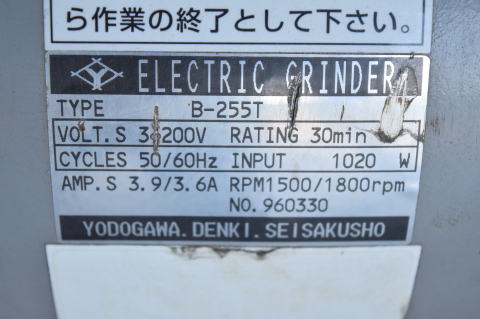 ら作業の終了として下さい。
ELECTRIC GRINDER
TYPE B-255T
VOLT.S 3~200V RATING 30min
CYCLES 50/60Hz INPUT 1020 W
AMP.S 3.9/3.6A RPM1500/1800rpm
NO.960330
YODOGAWA.DENKI.SEISAKUSHO